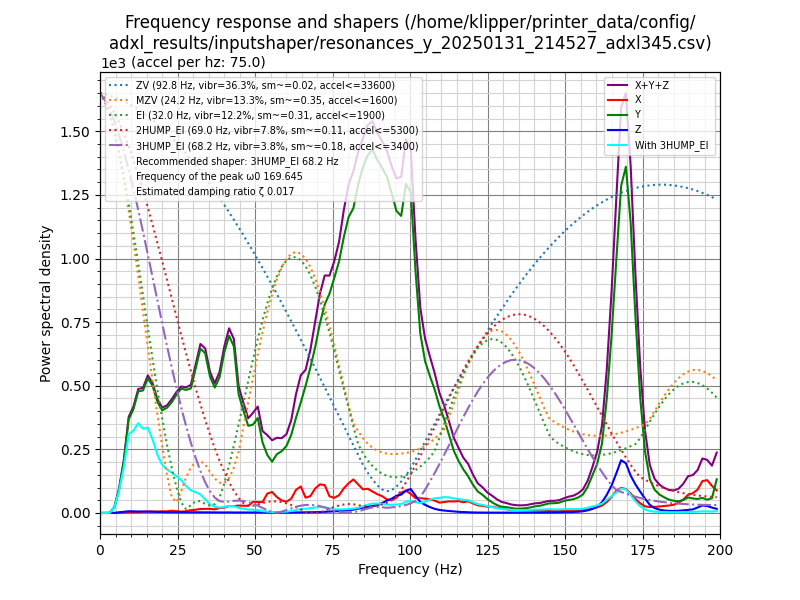 Frequency response and shapers (/home/klipper/printer_data/config/
adxl_results/inputshaper/resonances_y_20250131_214527_adxl345.csv)
1e3 (accel per hz: 75.0)
ZV (92.8 Hz, vibr=36.3%, sm~=0.02, accel<=33600)
MZV (24.2 Hz, vibr=13.3%, sm~=0.35, accel<=1600)
EI (32.0 Hz, vibr=12.2%, sm~=0.31, accel<=1900)
2HUMP_EI (69.0 Hz, vibr=7.8%, sm~=0.11, accel<=5300)
3HUMP_EI (68.2 Hz, vibr=3.8%, sm~=0.18, accel<=3400)
Recommended shaper: 3HUMP_EI 68.2 Hz
Frequency of the peak ω0 169.645
Estimated damping ratio ζ 0.017
X+Y+Z
X
Y
Z
With 3HUMP_EI
Power spectral density
1.50
1.25
1.00
0.75
0.50
0.25
0.00
0 25 50 75 100 125 150 175 200
Frequency (Hz)